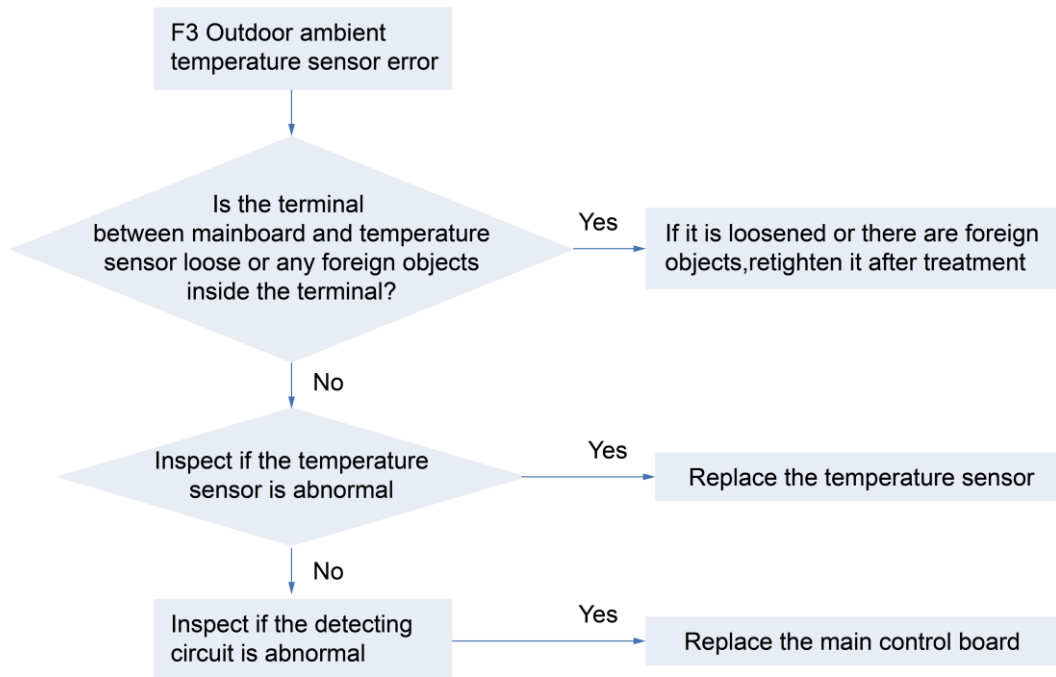 F3 Outdoor ambient
temperature sensor error
Is the terminal
between mainboard and temperature
sensor loose or any foreign objects
inside the terminal?
Yes
If it is loosened or there are foreign
objects,retighten it after treatment
No
Inspect if the temperature
sensor is abnormal
Yes
Replace the temperature sensor
No
Inspect if the detecting
circuit is abnormal
Yes
Replace the main control board